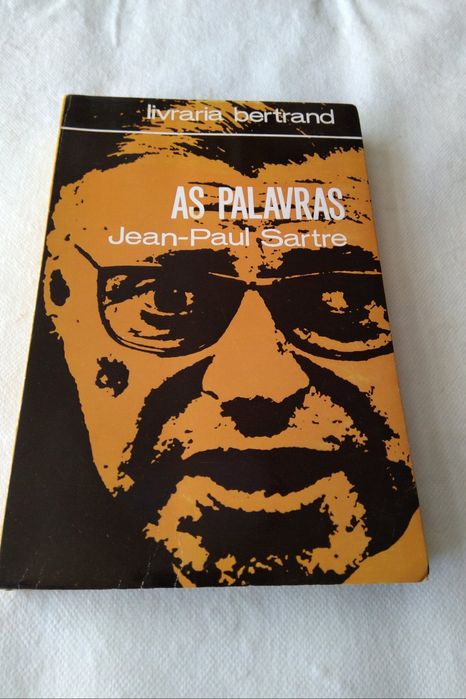 livraria bertrand
AS PALAVRAS
Jean-Paul Sartre